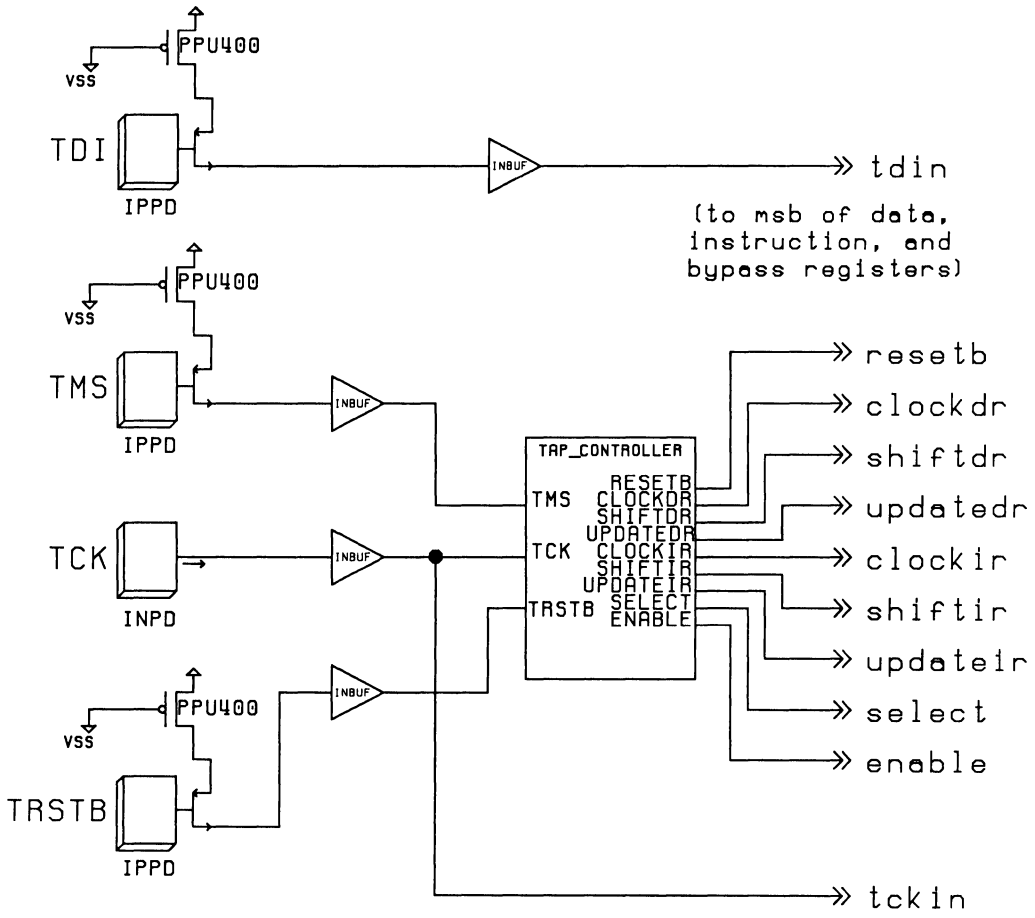 PPU400
VSS
TDI
IPPD
INBUF
tdin
(to msb of data,
instruction, and
bypass registers)
PPU400
VSS
TMS
IPPD
INBUF
TCK
INPD
INBUF
TAP_CONTROLLER
TMS
TCK
TRSTB
RESETB
CLOCKDR
SHIFTDR
UPDATEDR
CLOCKIR
SHIFTIR
UPDATEIR
SELECT
ENABLE
resetb
clockdr
shiftdr
updatedr
clockir
shiftir
updateir
select
enable
PPU400
VSS
TRSTB
IPPD
INBUF
tckin